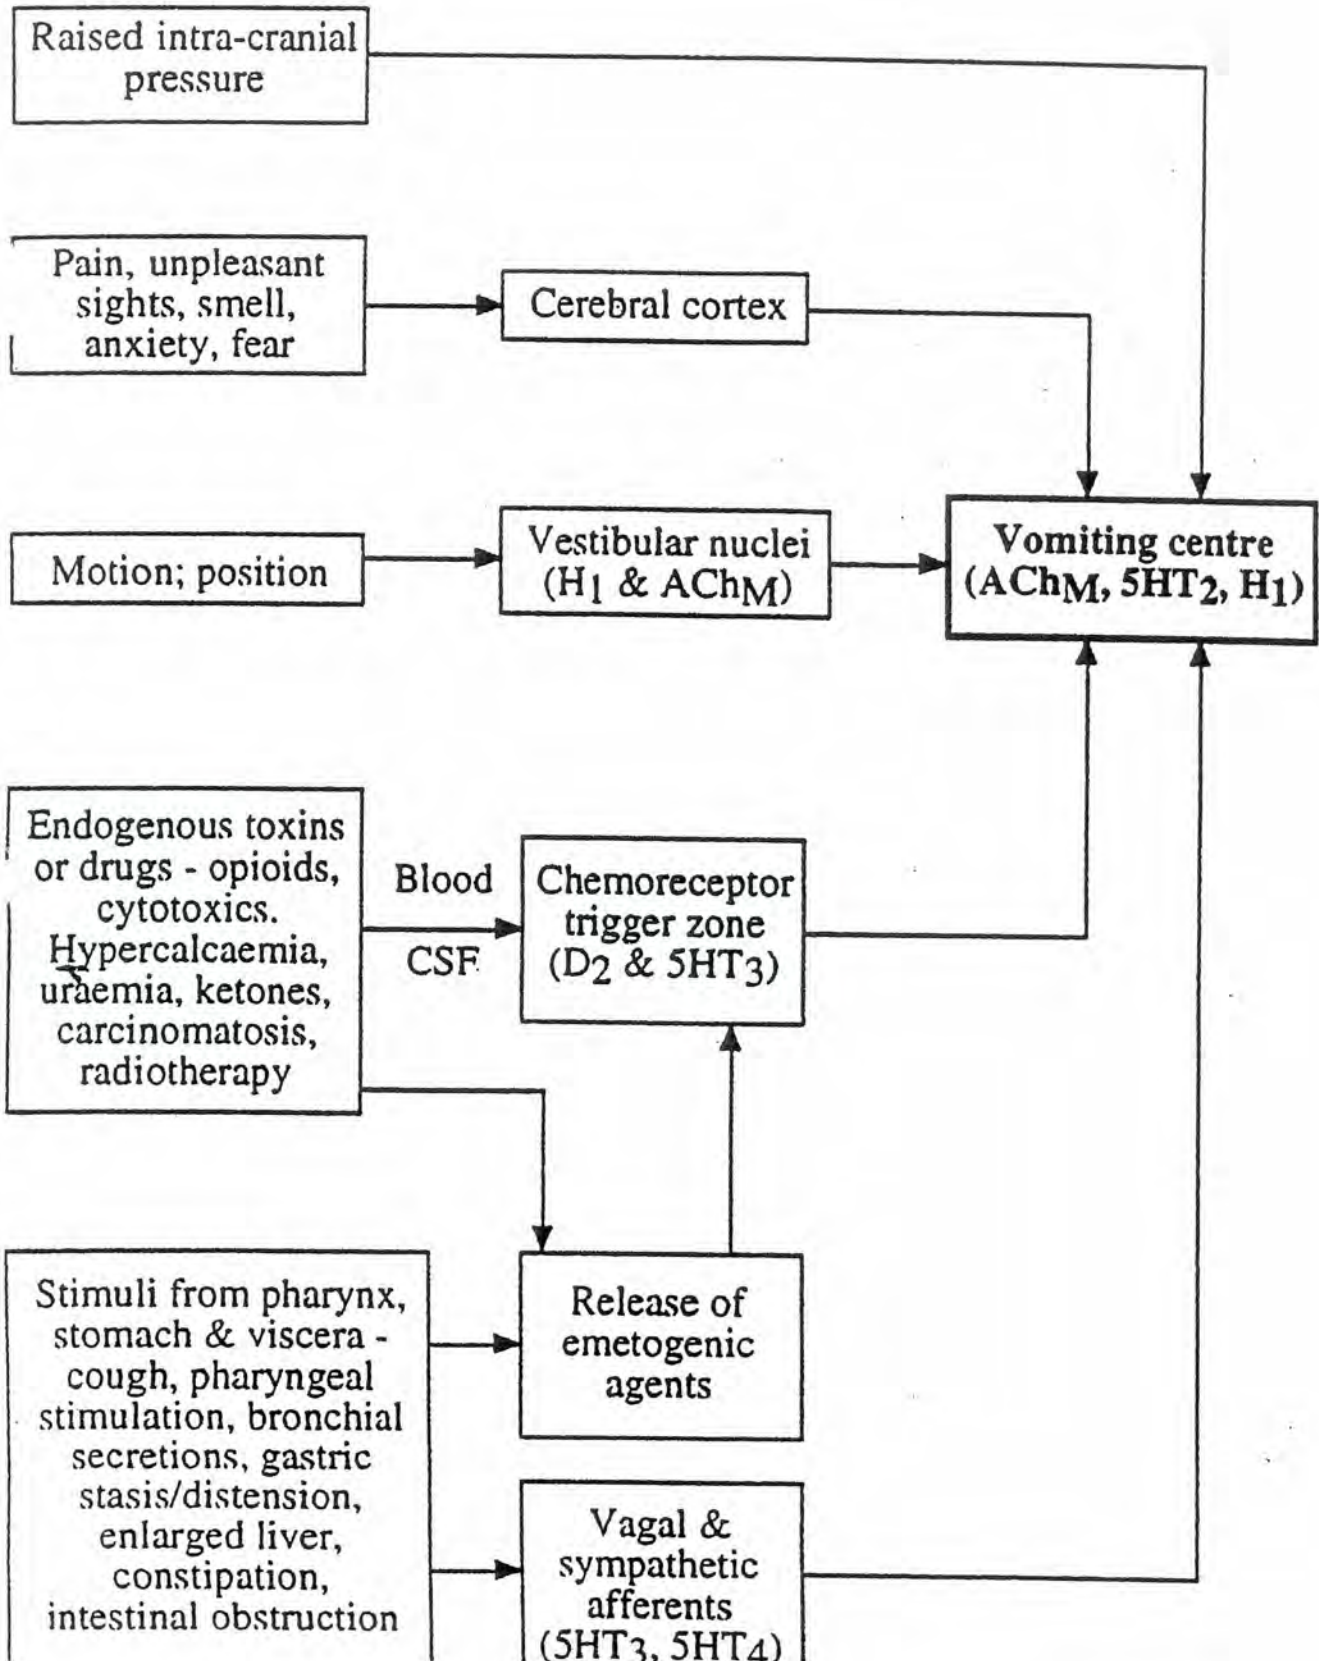 Raised intra-cranial
pressure
Pain, unpleasant
sights, smell,
anxiety, fear
Cerebral cortex
Motion; position
Vestibular nuclei
(H1 & AChM)
Vomiting centre
(AChM, 5HT2, H1)
Endogenous toxins
or drugs - opioids,
cytotoxics.
Hypercalcaemia,
uraemia, ketones,
carcinomatosis,
radiotherapy
Blood
CSF
Chemoreceptor
trigger zone
(D2 & 5HT3)
Stimuli from pharynx,
stomach & viscera -
cough, pharyngeal
stimulation, bronchial
secretions, gastric
stasis/distension,
enlarged liver,
constipation,
intestinal obstruction
Release of
emetogenic
agents
Vagal &
sympathetic
afferents
(5HT3, 5HT4)